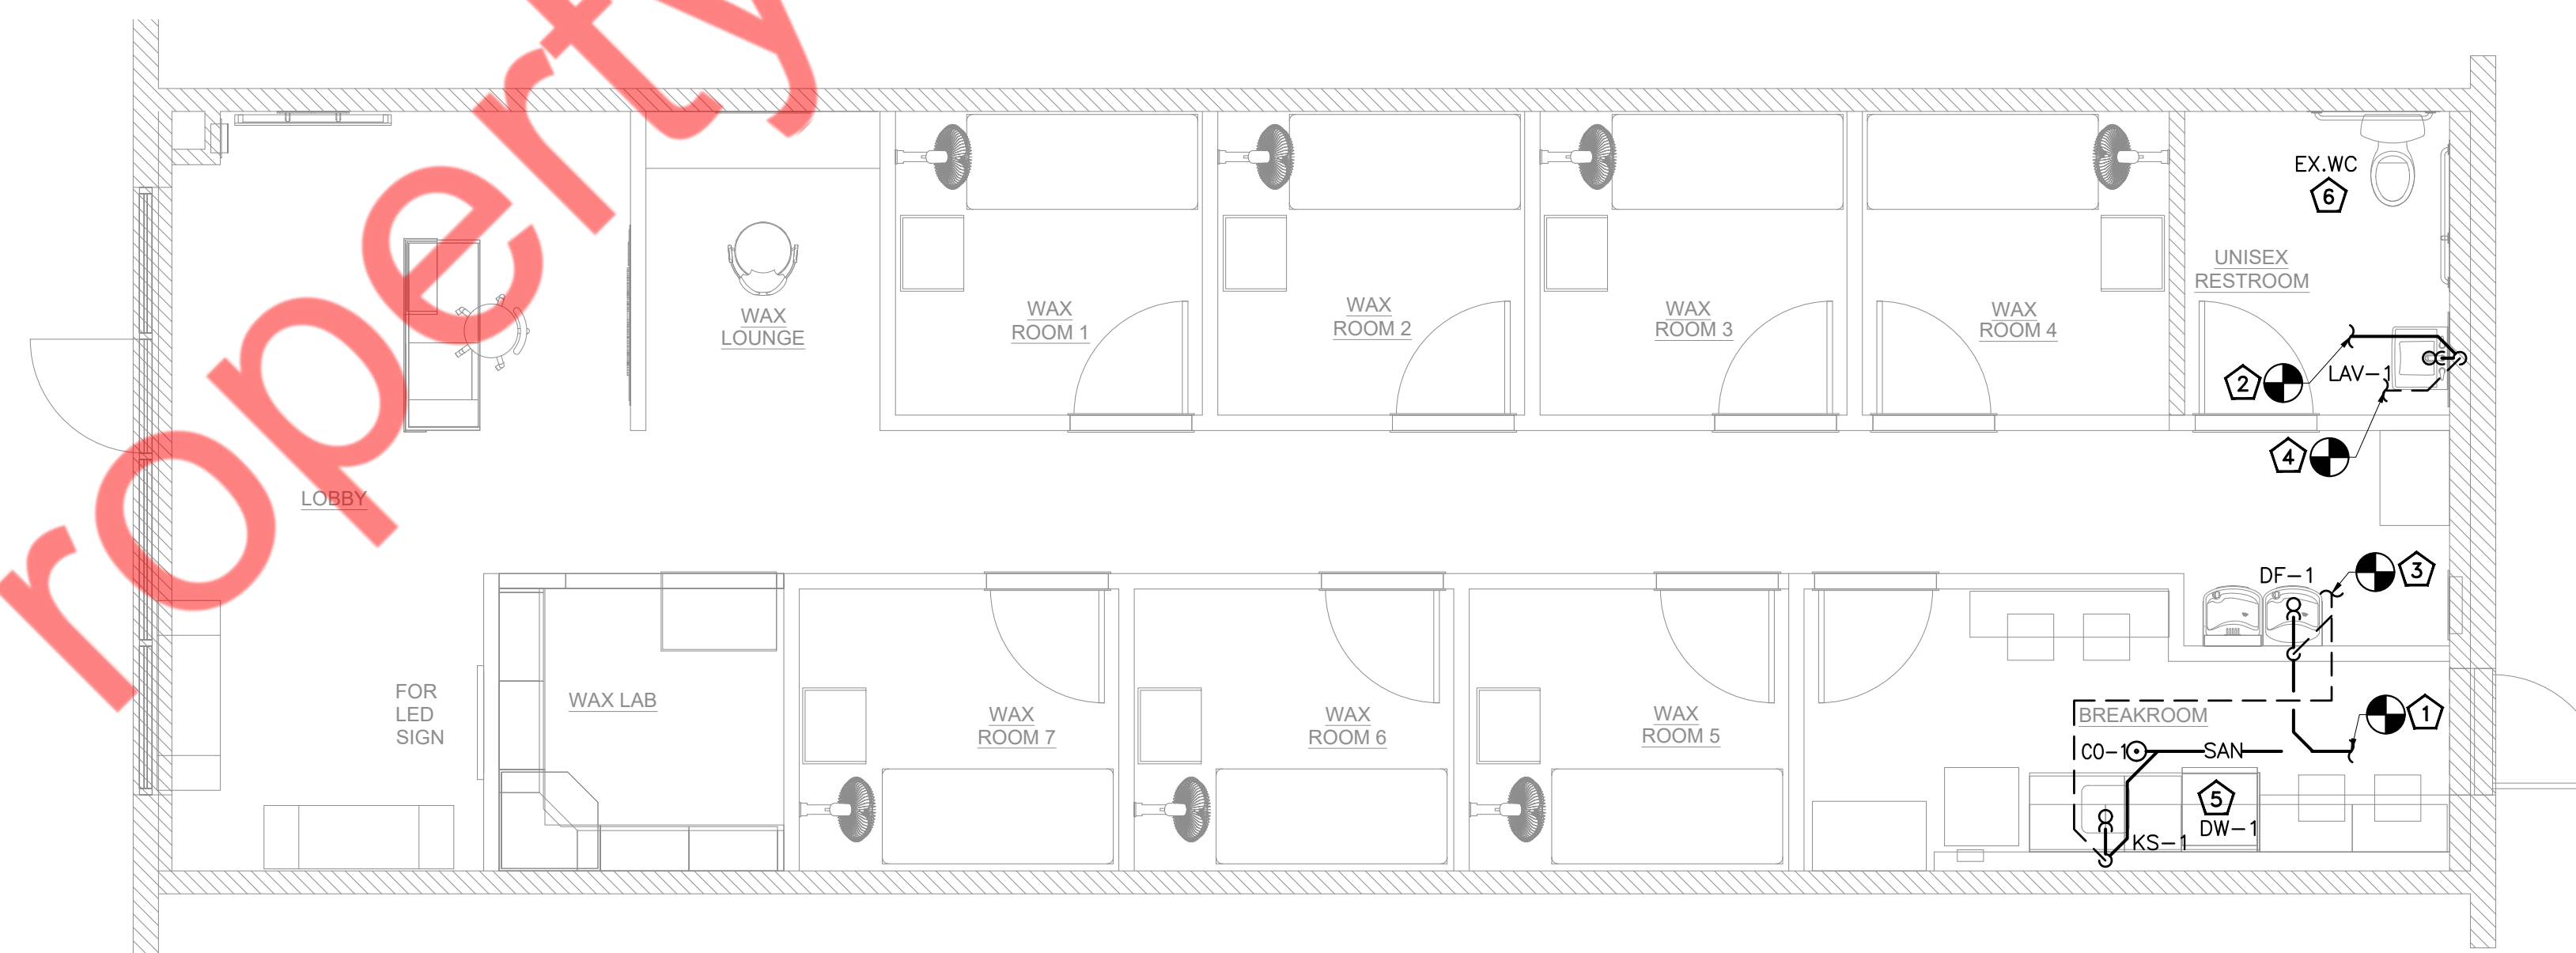 roperty
EX.WC
6
UNISEX
RESTROOM
WAX
LOUNGE
WAX
ROOM 1
WAX
ROOM 2
WAX
ROOM 3
WAX
ROOM 4
2
LAV-1
4
LOBBY
DF-1
3
FOR
LED
SIGN
WAX LAB
WAX
ROOM 7
WAX
ROOM 6
WAX
ROOM 5
BREAKROOM
1
CO-1
SAN
5
DW-1
KS-1